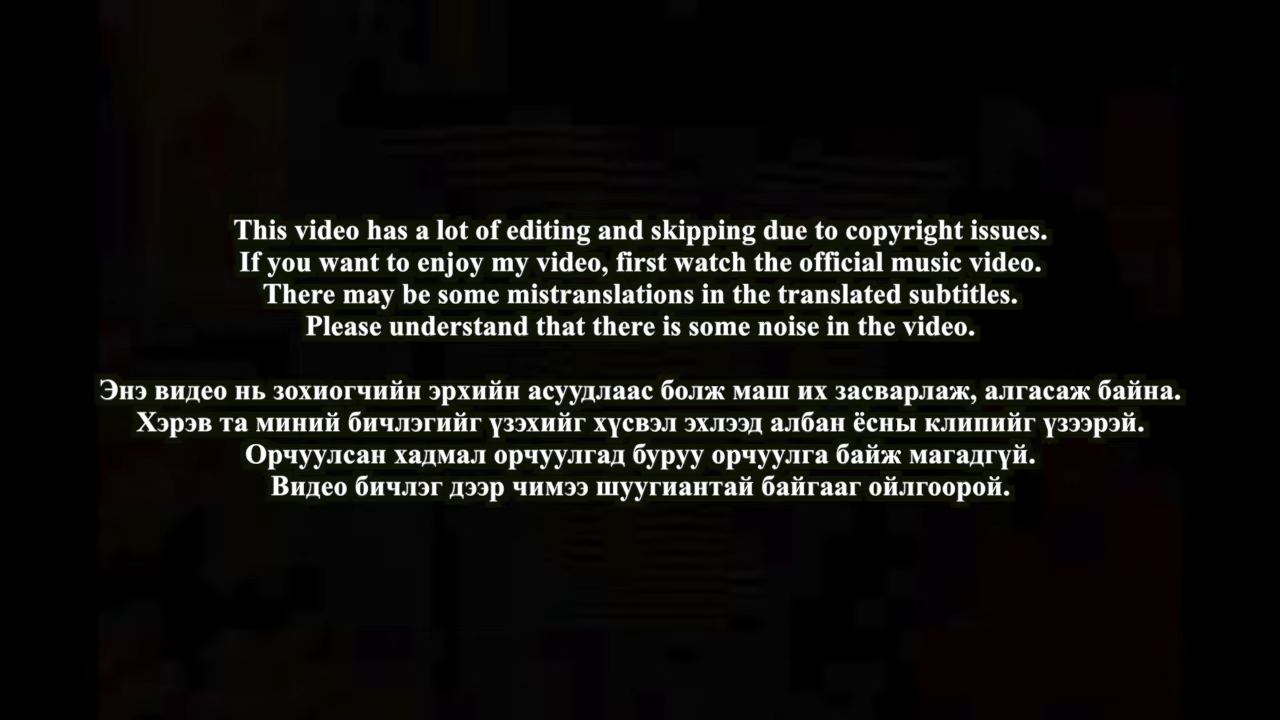 This video has a lot of editing and skipping due to copyright issues.
If you want to enjoy my video, first watch the official music video.
There may be some mistranslations in the translated subtitles.
Please understand that there is some noise in the video.
Энэ видео нь зохиогчийн эрхийн асуудлаас болж маш их засварлаж, алгасаж байна.
Хэрэв та миний бичлэгийг үзэхийг хүсвэл эхлээд албан ёсны клипийг үзээрэй.
Орчуулсан хадмал орчуулгад буруу орчуулга байж магадгүй.
Видео бичлэг дээр чимээ шуугиантай байгааг ойлгоорой.